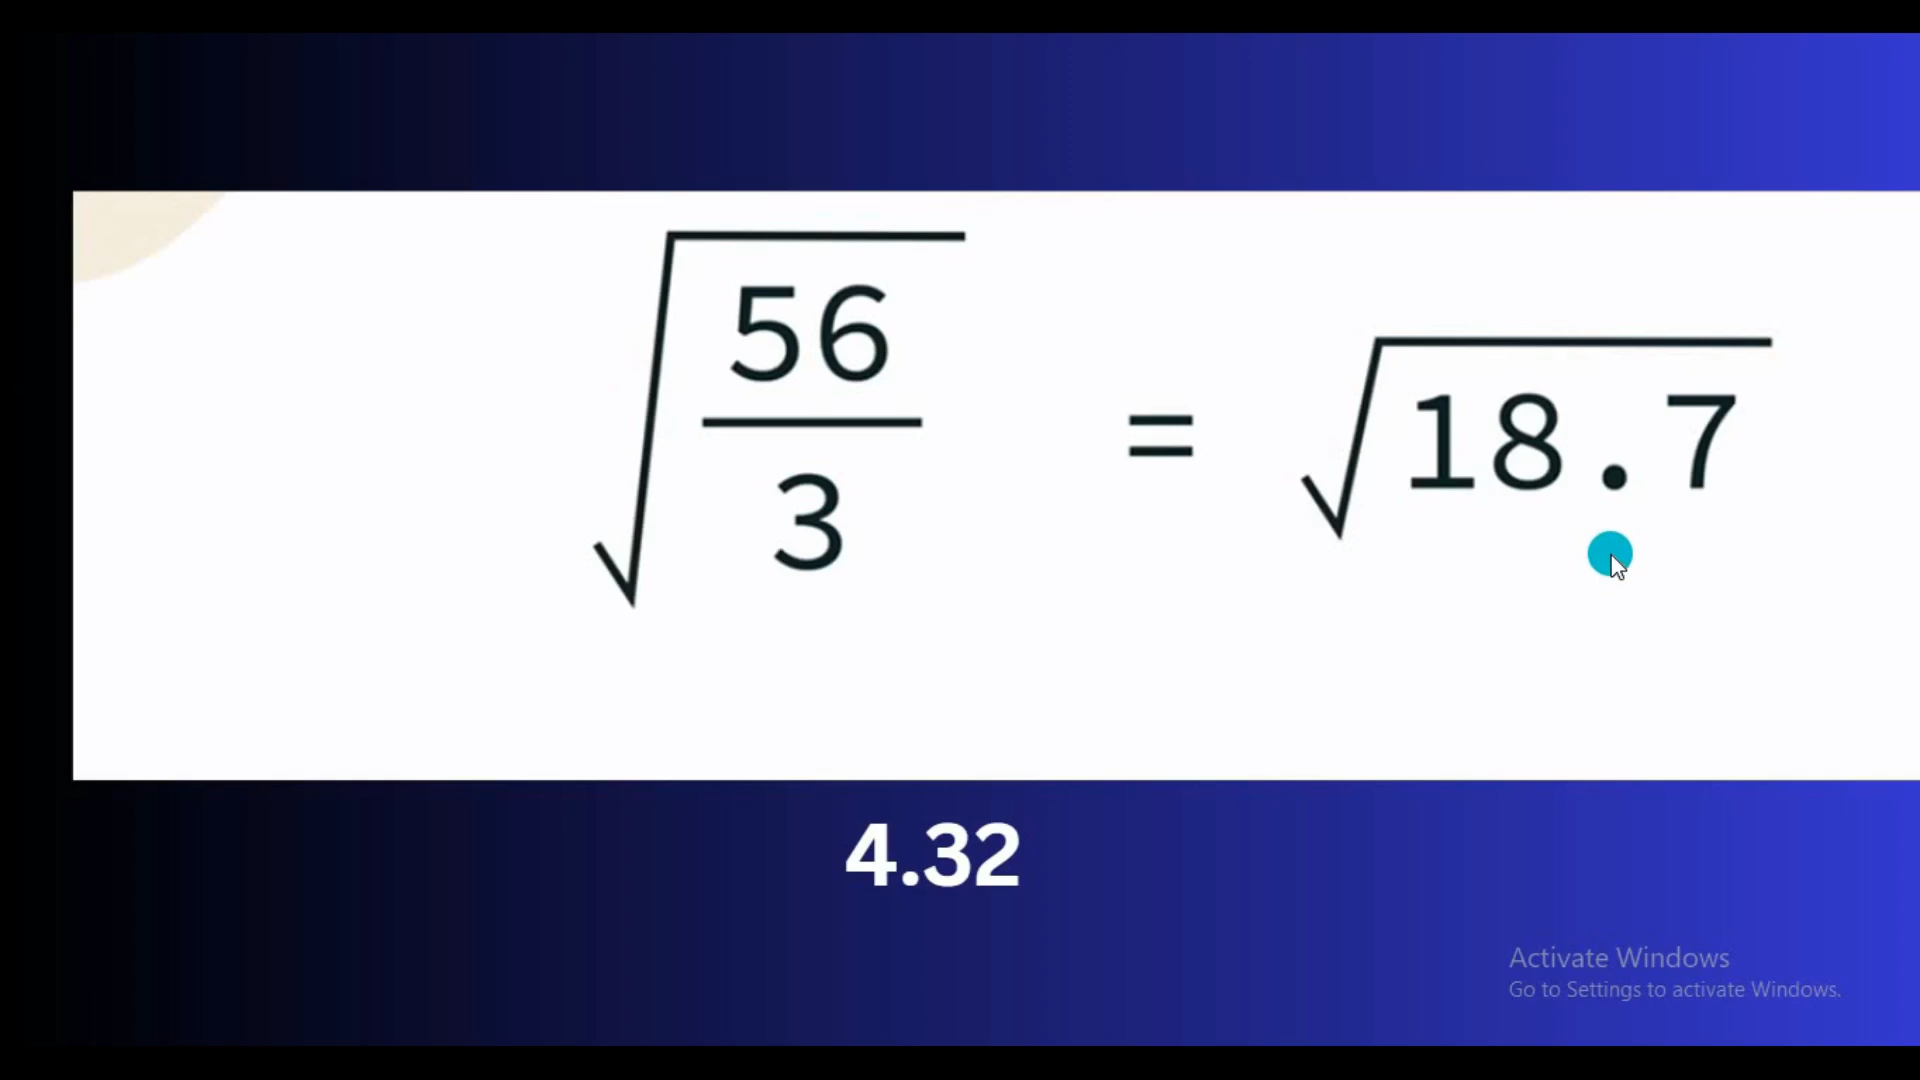 √(56/3) = √18.7
4.32
Activate Windows
Go to Settings to activate Windows.